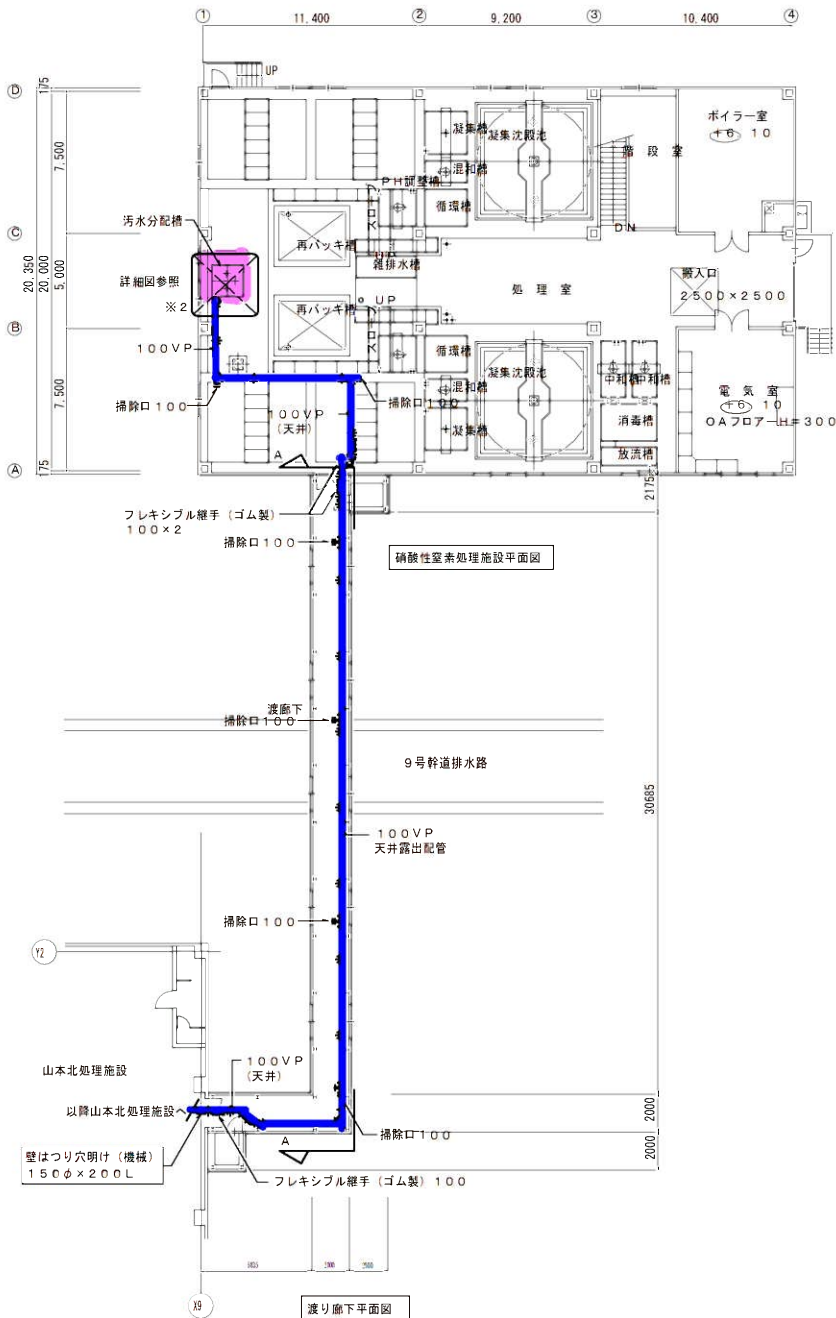 ① 11,400 ② 9,200 ③ 10,400 ④
UP
Ⓓ
175
7,500
凝集槽
凝集沈殿池
階段室
ボイラー室
+6 10
混和槽
PH調整槽
循環槽
汚水分配槽
Ⓒ
DN
再バッキ槽
雑排水槽
詳細図参照
※2
20,350
20,000
5,000
処理室
搬入口
2500×2500
再バッキ槽
UP
Ⓑ
100VP
循環槽
混和槽
凝集沈殿池
中和槽
中和槽
電気室
+6 10
OAフロアーH=300
掃除口100
100VP
(天井)
掃除口100
凝集槽
消毒槽
放流槽
7,500
Ⓐ
175
A
2175
フレキシブル継手(ゴム製)
100×2
掃除口100
硝酸性窒素処理施設平面図
渡廊下
掃除口100
9号幹道排水路
30685
100VP
天井露出配管
掃除口100
Y2
山本北処理施設
100VP
(天井)
以降山本北処理施設へ
2000
掃除口100
A
2000
壁はつり穴明け(機械)
150φ×200L
フレキシブル継手(ゴム製)100
X9
渡り廊下平面図